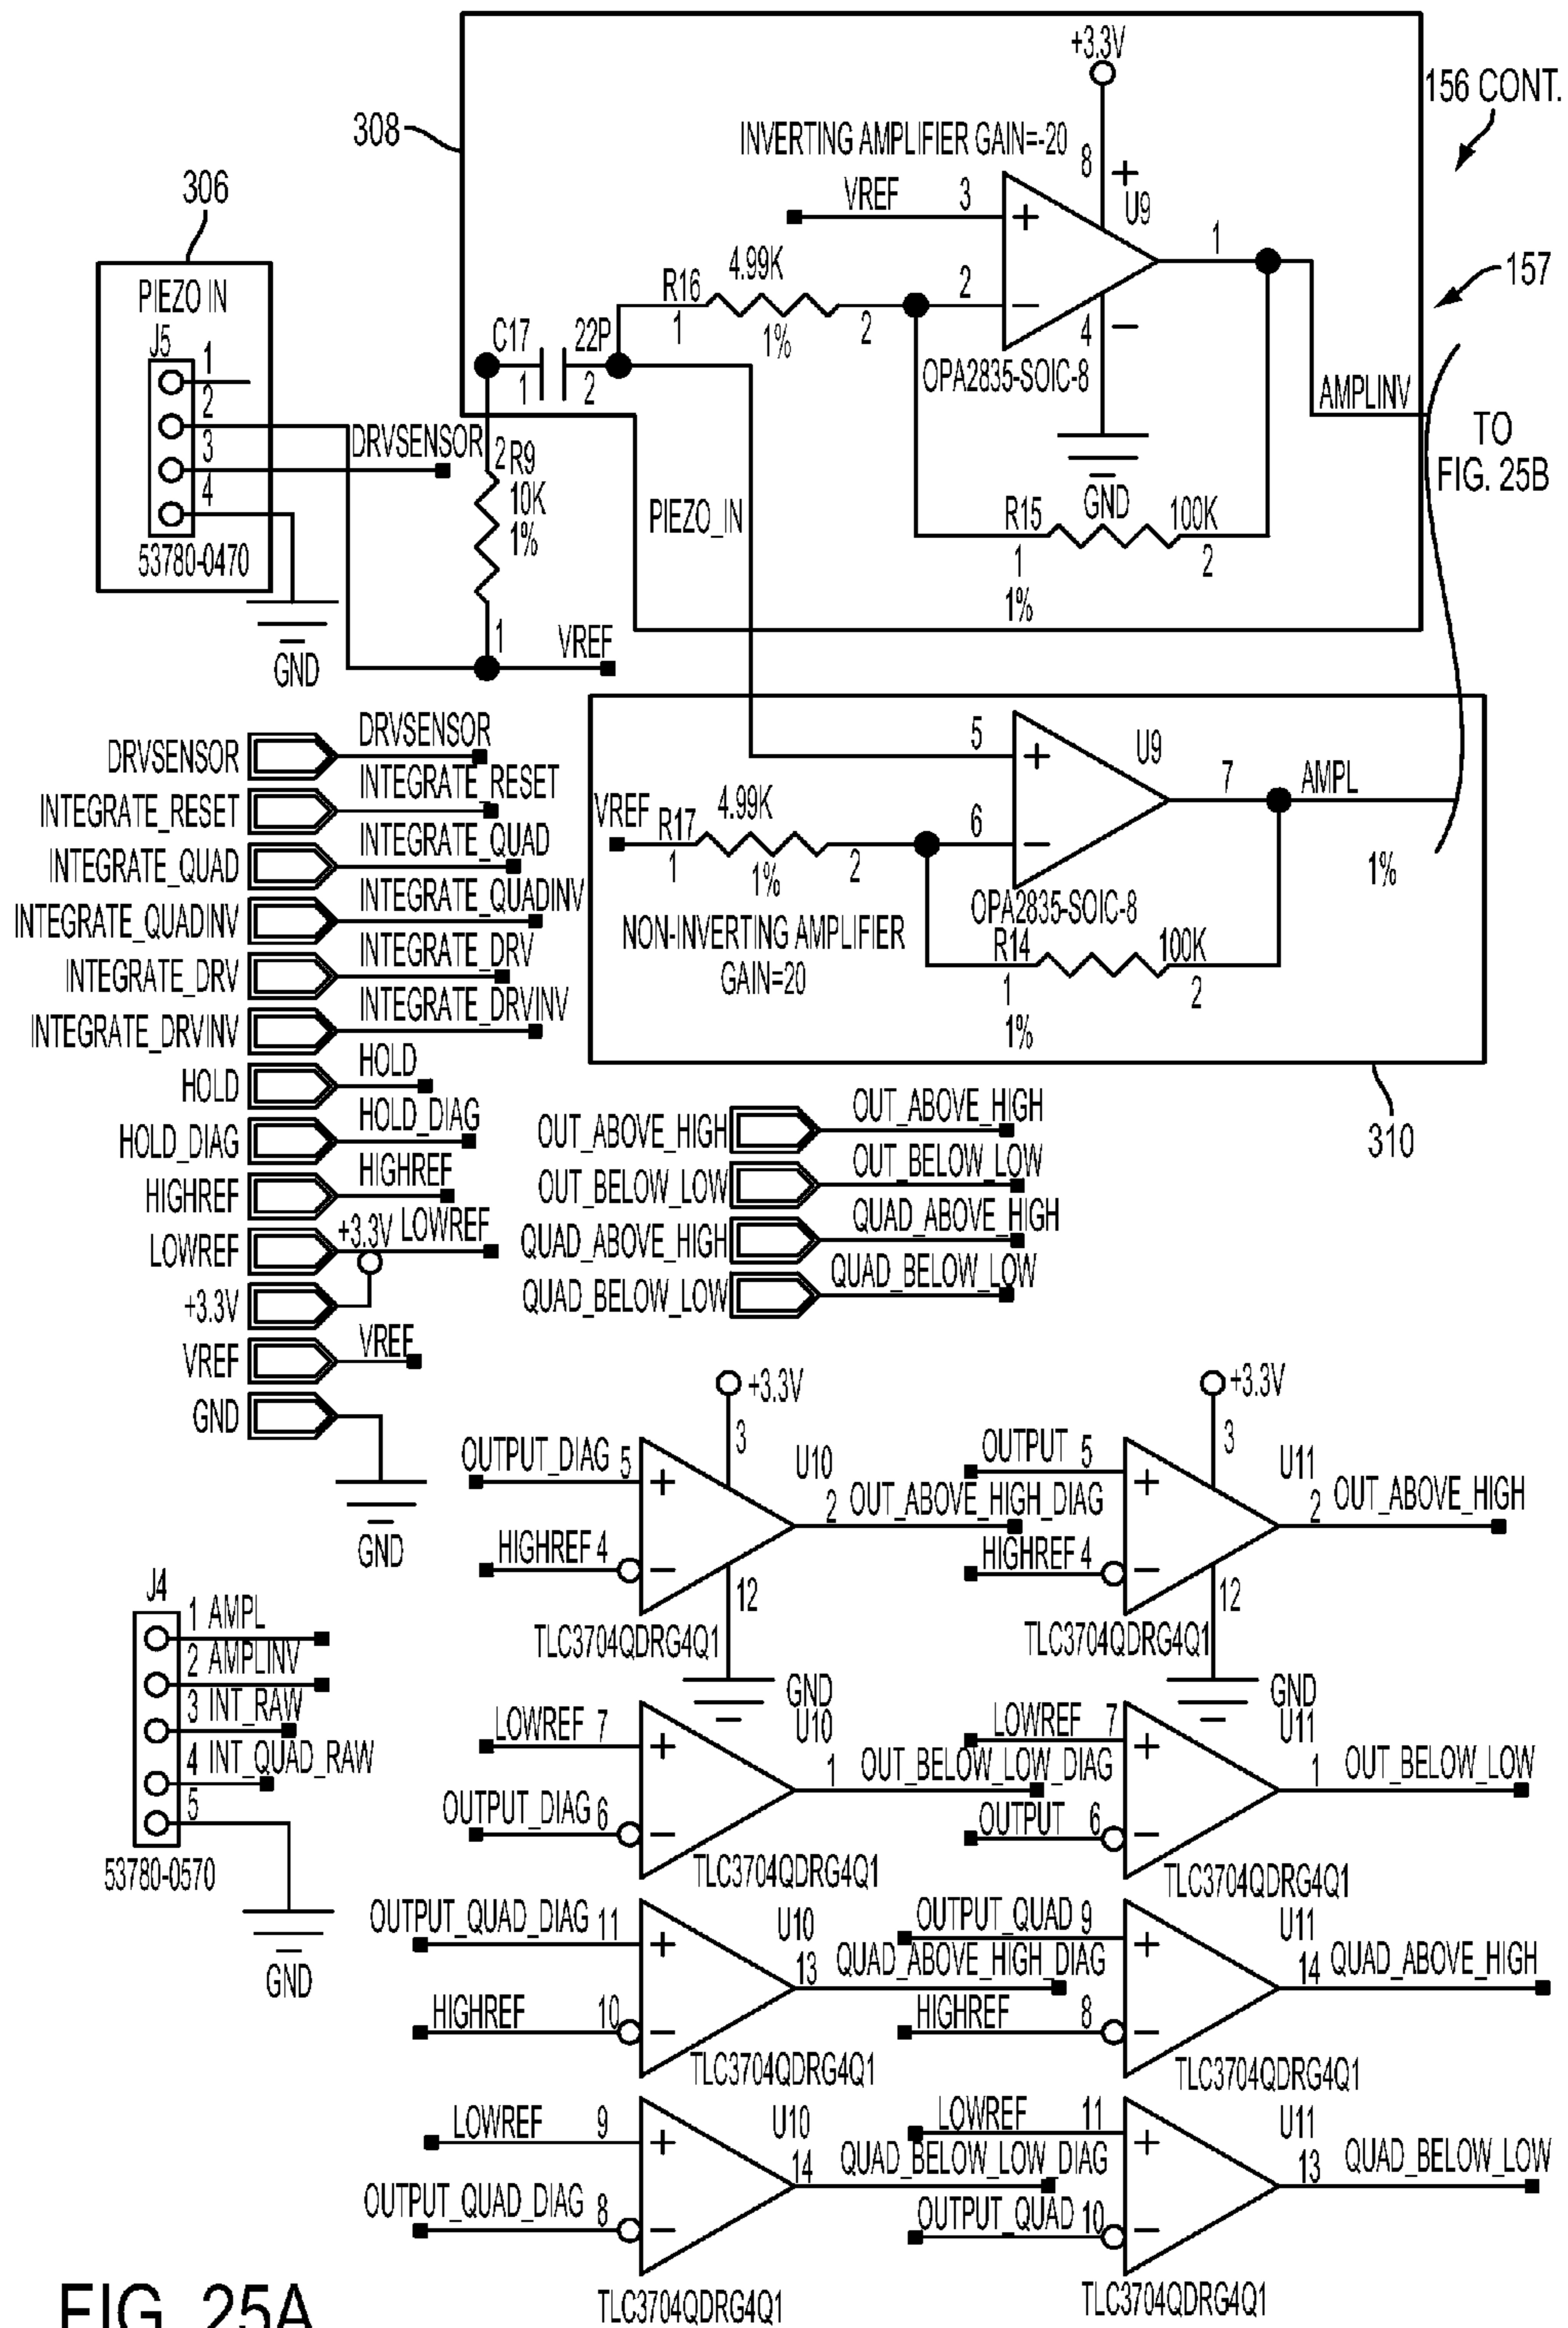 +3.3V
156 CONT.
308
INVERTING AMPLIFIER GAIN=-20
8
+
U9
306
VREF
3
+
1
157
PIEZO IN
J5
1
2
3
4
53780-0470
GND
R16
4.99K
1
1%
2
2
−
4
−
OPA2835-SOIC-8
GND
C17
22P
1
2
AMPLINV
TO
FIG. 25B
DRVSENSOR
2
R9
10K
1%
1
VREF
PIEZO_IN
R15
100K
1
2
1%
5
+
U9
7
AMPL
VREF
R17
4.99K
1
1%
2
6
−
OPA2835-SOIC-8
1%
NON-INVERTING AMPLIFIER
GAIN=20
R14
100K
1
2
1%
310
DRVSENSOR
DRVSENSOR
INTEGRATE_RESET
INTEGRATE_RESET
INTEGRATE_QUAD
INTEGRATE_QUAD
INTEGRATE_QUADINV
INTEGRATE_QUADINV
INTEGRATE_DRV
INTEGRATE_DRV
INTEGRATE_DRVINV
INTEGRATE_DRVINV
HOLD
HOLD
HOLD_DIAG
HOLD_DIAG
HIGHREF
HIGHREF
LOWREF
+3.3V
LOWREF
+3.3V
VREF
VREF
GND
GND
OUT_ABOVE_HIGH
OUT_ABOVE_HIGH
OUT_BELOW_LOW
OUT_BELOW_LOW
QUAD_ABOVE_HIGH
QUAD_ABOVE_HIGH
QUAD_BELOW_LOW
QUAD_BELOW_LOW
J4
1 AMPL
2 AMPLINV
3 INT_RAW
4 INT_QUAD_RAW
5
53780-0570
GND
+3.3V
3
OUTPUT_DIAG 5
+
U10
2 OUT_ABOVE_HIGH_DIAG
HIGHREF 4
−
12
TLC3704QDRG4Q1
GND
+3.3V
3
OUTPUT 5
+
U11
2 OUT_ABOVE_HIGH
HIGHREF 4
−
12
TLC3704QDRG4Q1
GND
LOWREF 7
+
U10
1 OUT_BELOW_LOW_DIAG
OUTPUT_DIAG 6
−
TLC3704QDRG4Q1
LOWREF 7
+
U11
1 OUT_BELOW_LOW
OUTPUT 6
−
TLC3704QDRG4Q1
OUTPUT_QUAD_DIAG 11
+
U10
13 QUAD_ABOVE_HIGH_DIAG
HIGHREF 10
−
TLC3704QDRG4Q1
OUTPUT_QUAD 9
+
U11
14 QUAD_ABOVE_HIGH
HIGHREF 8
−
TLC3704QDRG4Q1
LOWREF 9
+
U10
14 QUAD_BELOW_LOW_DIAG
OUTPUT_QUAD_DIAG 8
−
TLC3704QDRG4Q1
LOWREF 11
+
U11
13 QUAD_BELOW_LOW
OUTPUT_QUAD 10
−
TLC3704QDRG4Q1
FIG. 25A